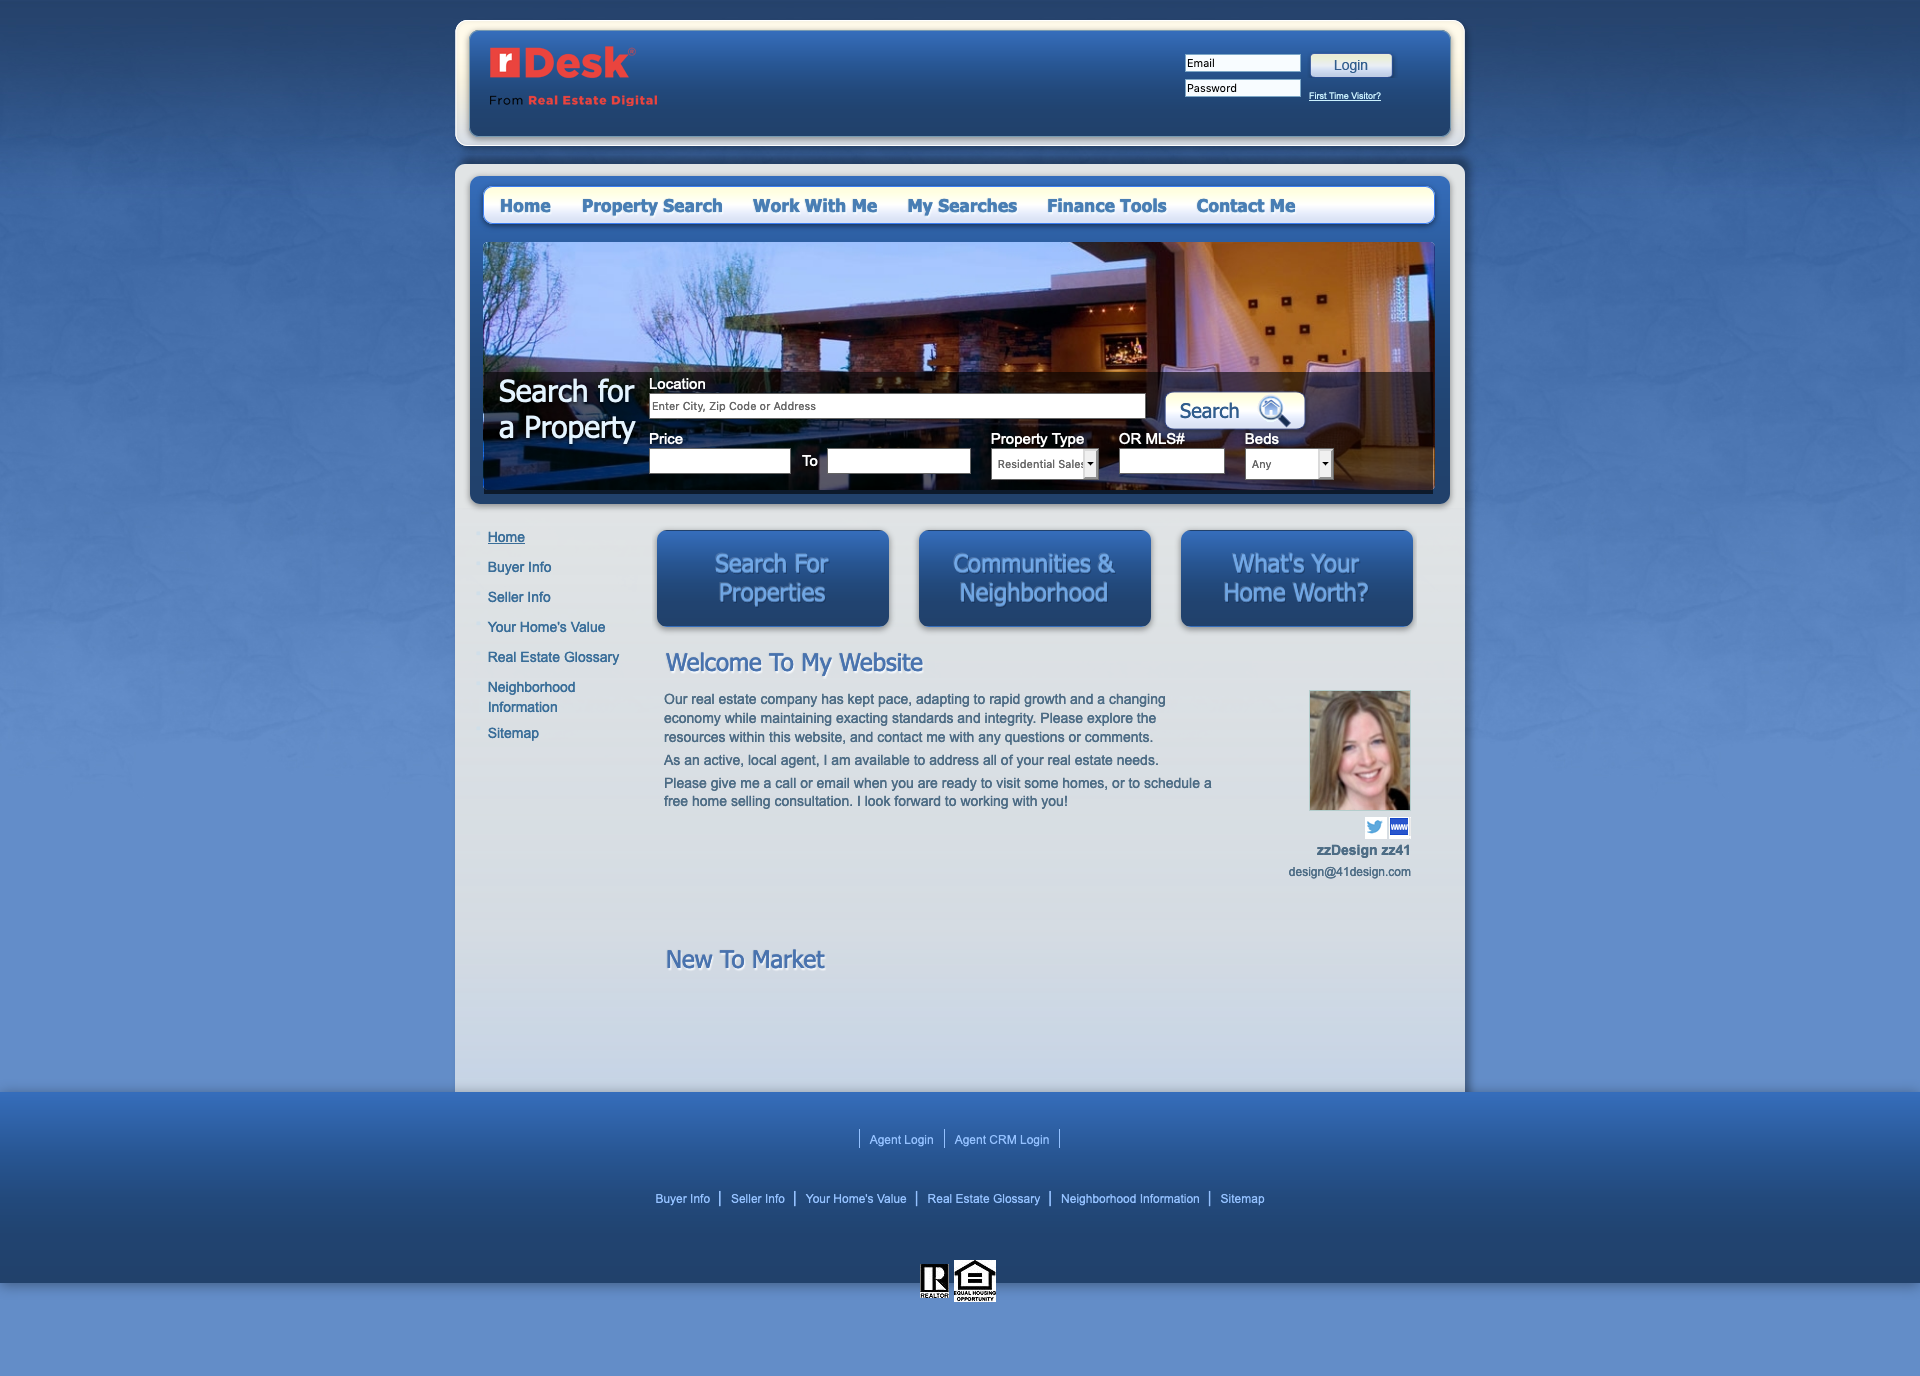 rDesk®
From Real Estate Digital
Email
Login
Password
First Time Visitor?
Home
Property Search
Work With Me
My Searches
Finance Tools
Contact Me
Search for
a Property
Location
Enter City, Zip Code or Address
Search
Price
To
Property Type
Residential Sales
OR MLS#
Beds
Any
Home
Buyer Info
Seller Info
Your Home's Value
Real Estate Glossary
Neighborhood
Information
Sitemap
Search For
Properties
Communities &
Neighborhood
What's Your
Home Worth?
Welcome To My Website
Our real estate company has kept pace, adapting to rapid growth and a changing
economy while maintaining exacting standards and integrity. Please explore the
resources within this website, and contact me with any questions or comments.
As an active, local agent, I am available to address all of your real estate needs.
Please give me a call or email when you are ready to visit some homes, or to schedule a
free home selling consultation. I look forward to working with you!
www
zzDesign zz41
design@41design.com
New To Market
Agent Login
Agent CRM Login
Buyer Info
Seller Info
Your Home's Value
Real Estate Glossary
Neighborhood Information
Sitemap
R
REALTOR
EQUAL HOUSING
OPPORTUNITY